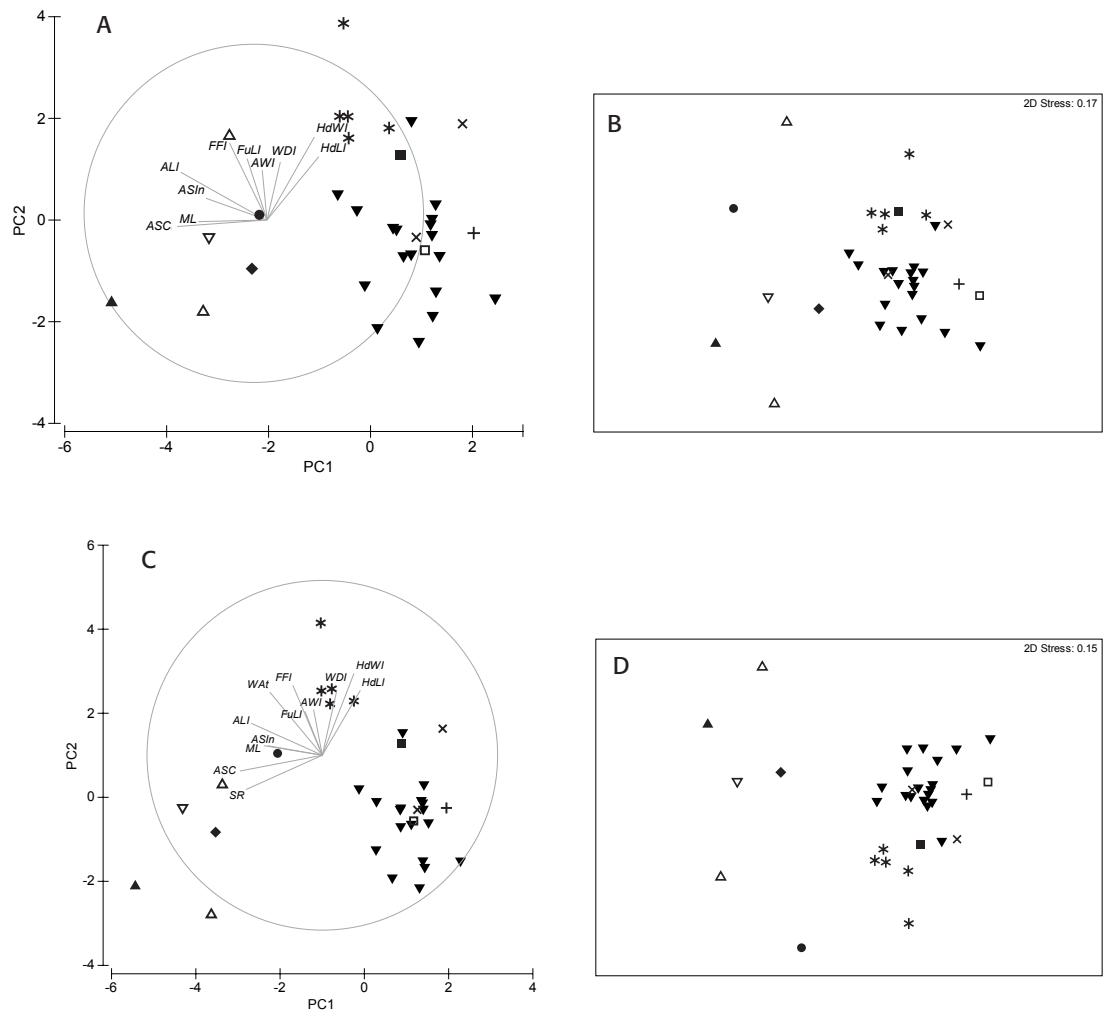 A
4
2
0
-2
-4
PC2
HdWI
FFI
FuLI
WDI
HdLI
AWI
ALI
ASIn
ML
ASC
-6
-4
-2
0
2
PC1
B
2D Stress: 0.17
C
6
4
2
0
-2
-4
PC2
HdWI
FFI
WDI
HdLI
WAt
AWI
FuLI
ALI
ASIn
ML
ASC
SR
-6
-4
-2
0
2
4
PC1
D
2D Stress: 0.15